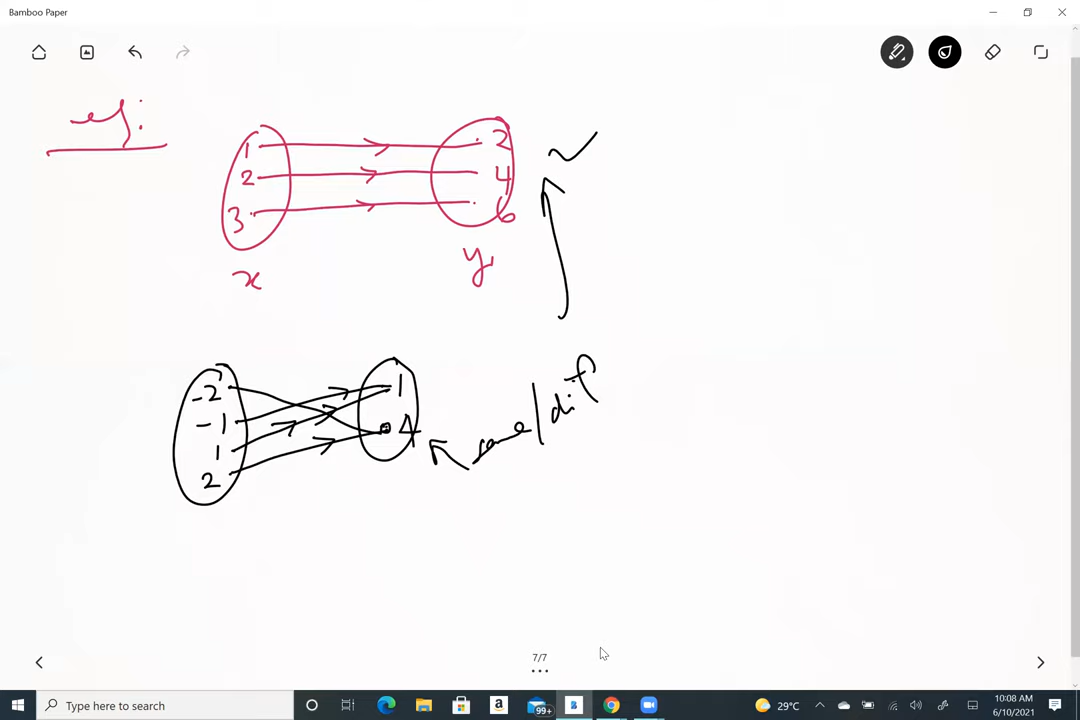 Bamboo Paper
eg:
1 2
2 4
3 6
x y
-2 1
-1 4
1
2
same/dif
7/7
Type here to search
a
99+
B
29°C
10:08 AM
6/10/2021